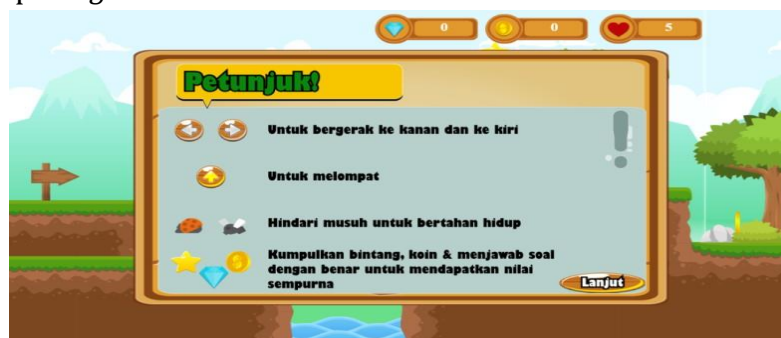 0 0 5
Petunjuk!
Untuk bergerak ke kanan dan ke kiri
Untuk melompat
Hindari musuh untuk bertahan hidup
Kumpulkan bintang, koin & menjawab soal
dengan benar untuk mendapatkan nilai
sempurna
Lanjut